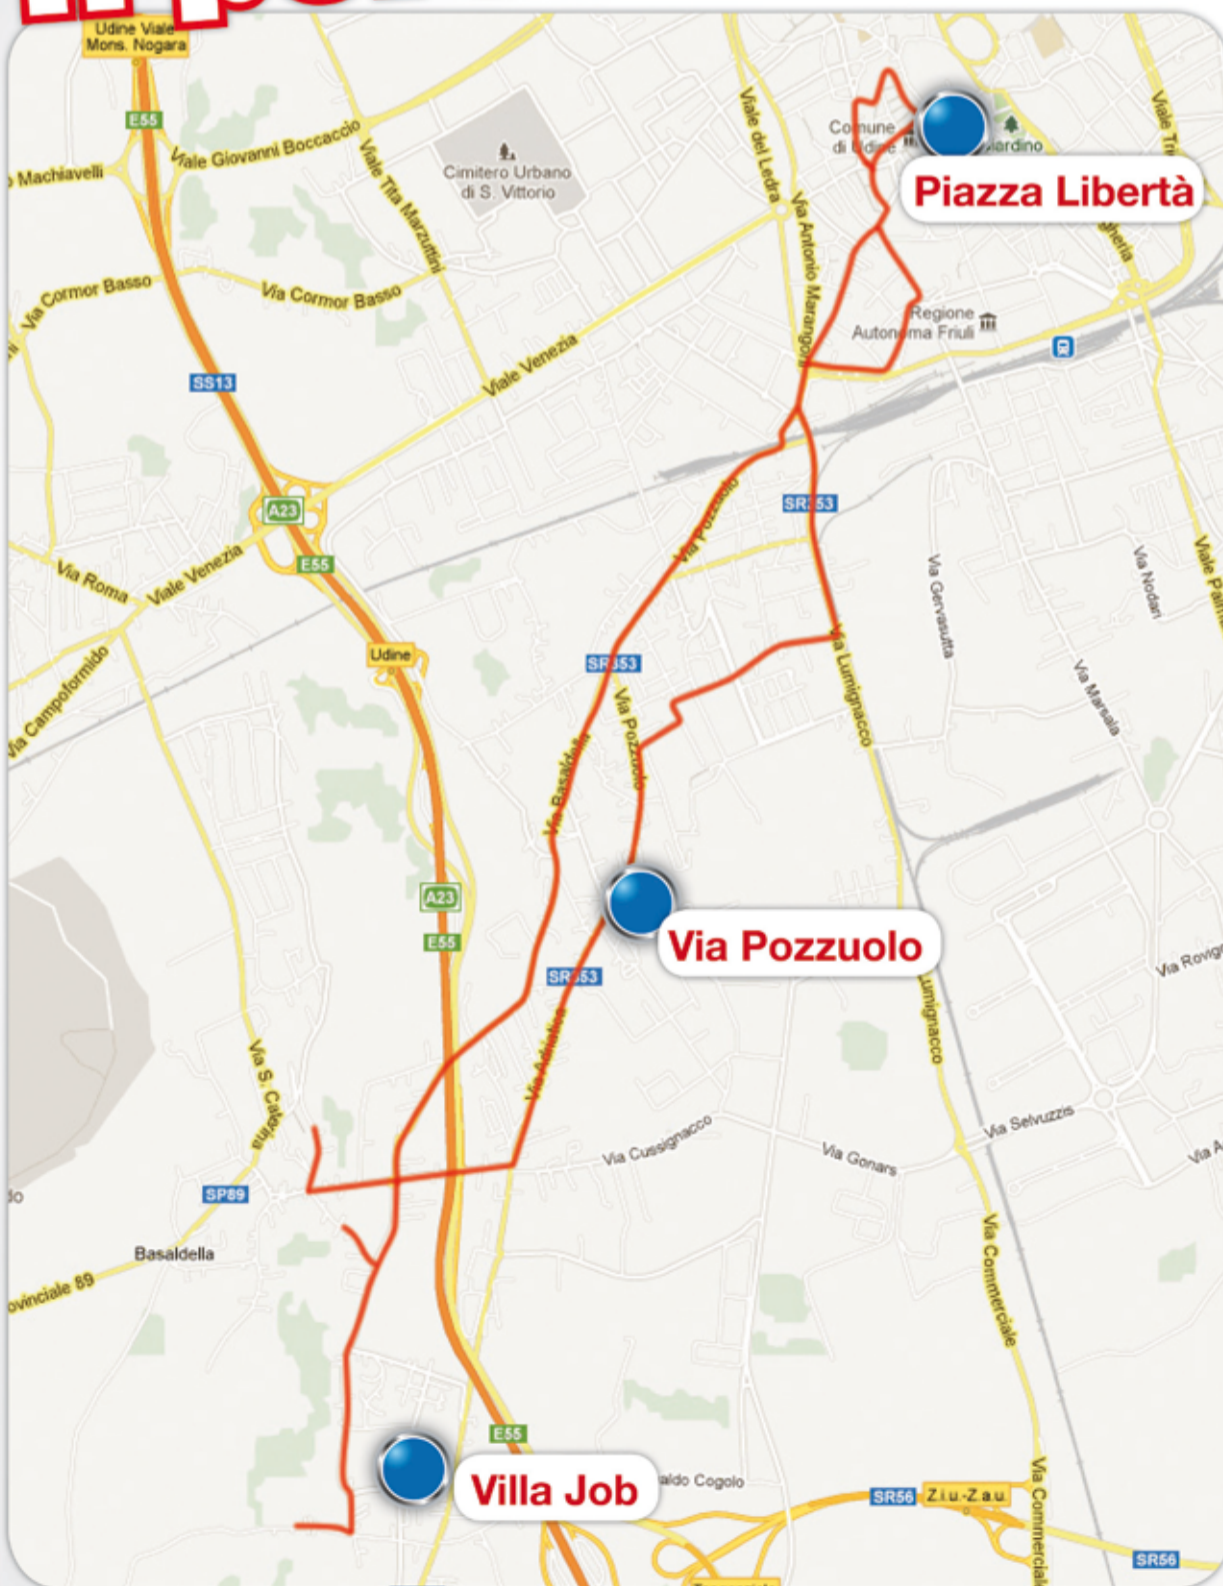 Udine Viale
Mons. Nogara
E55
Viale Giovanni Boccaccio
Machiavelli
Viale Tita Marzuttini
Cimitero Urbano
di S. Vittorio
Viale del Ledra
Comune
di Udine
Piazza Libertà
Via Antonio Marangoni
Via Cormor Basso
Via Cormor Basso
Regione
Autonoma Friuli
Viale Venezia
SS13
A23
Via Pozzuolo
SR353
E55
Viale Venezia
Via Roma
Via Gervasutta
Via Nodari
Udine
SR353
Via Lumignacco
Via Campoformido
Via Pozzuolo
Via Marsala
Via Basaldella
A23
E55
Via Pozzuolo
SR353
Lumignacco
Via Adriatica
Via S. Caterina
Via Cussignacco
Via Gonars
Via Selvuzzis
SP89
Basaldella
ovinciale 89
Via Commerciale
E55
Villa Job
aldo Cogolo
SR56
Z.i.u.-Z.a.u.
Via Commerciale
SR56